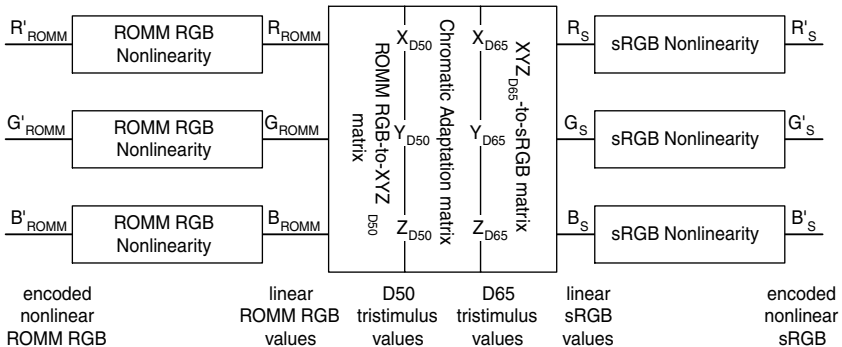 R'ROMM
ROMM RGB
Nonlinearity
RROMM
XD50
XD65
RS
sRGB Nonlinearity
R'S
G'ROMM
ROMM RGB
Nonlinearity
GROMM
YD50
YD65
GS
sRGB Nonlinearity
G'S
B'ROMM
ROMM RGB
Nonlinearity
BROMM
ZD50
ZD65
BS
sRGB Nonlinearity
B'S
ROMM RGB-to-XYZD50
matrix
Chromatic Adaptation matrix
XYZD65-to-sRGB matrix
encoded
nonlinear
ROMM RGB
linear
ROMM RGB
values
D50
tristimulus
values
D65
tristimulus
values
linear
sRGB
values
encoded
nonlinear
sRGB